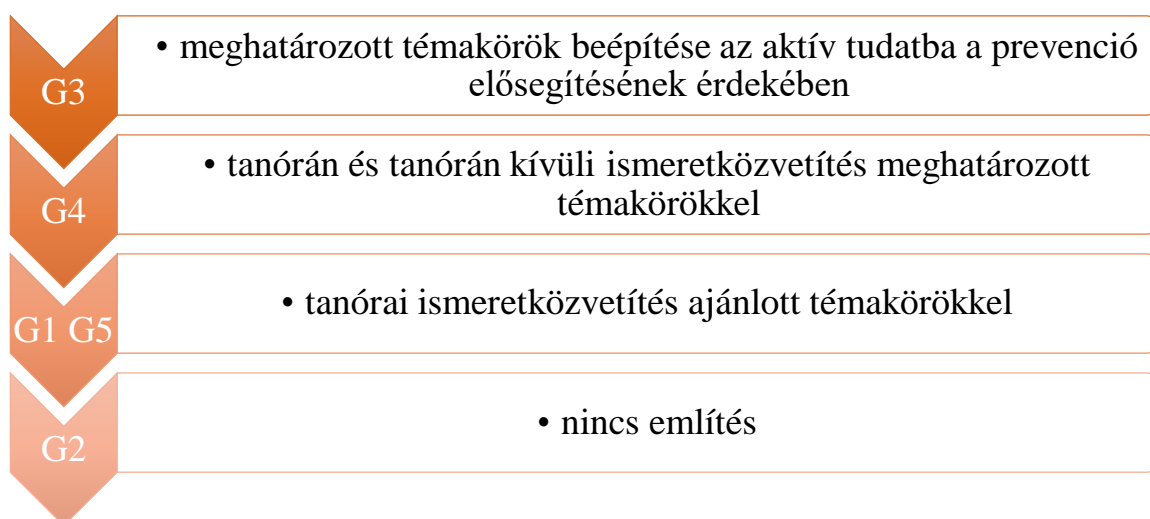 G3
• meghatározott témakörök beépítése az aktív tudatba a prevenció
elősegítésének érdekében
G4
• tanórán és tanórán kívüli ismeretközvetítés meghatározott
témakörökkel
G1 G5
• tanórai ismeretközvetítés ajánlott témakörökkel
G2
• nincs említés